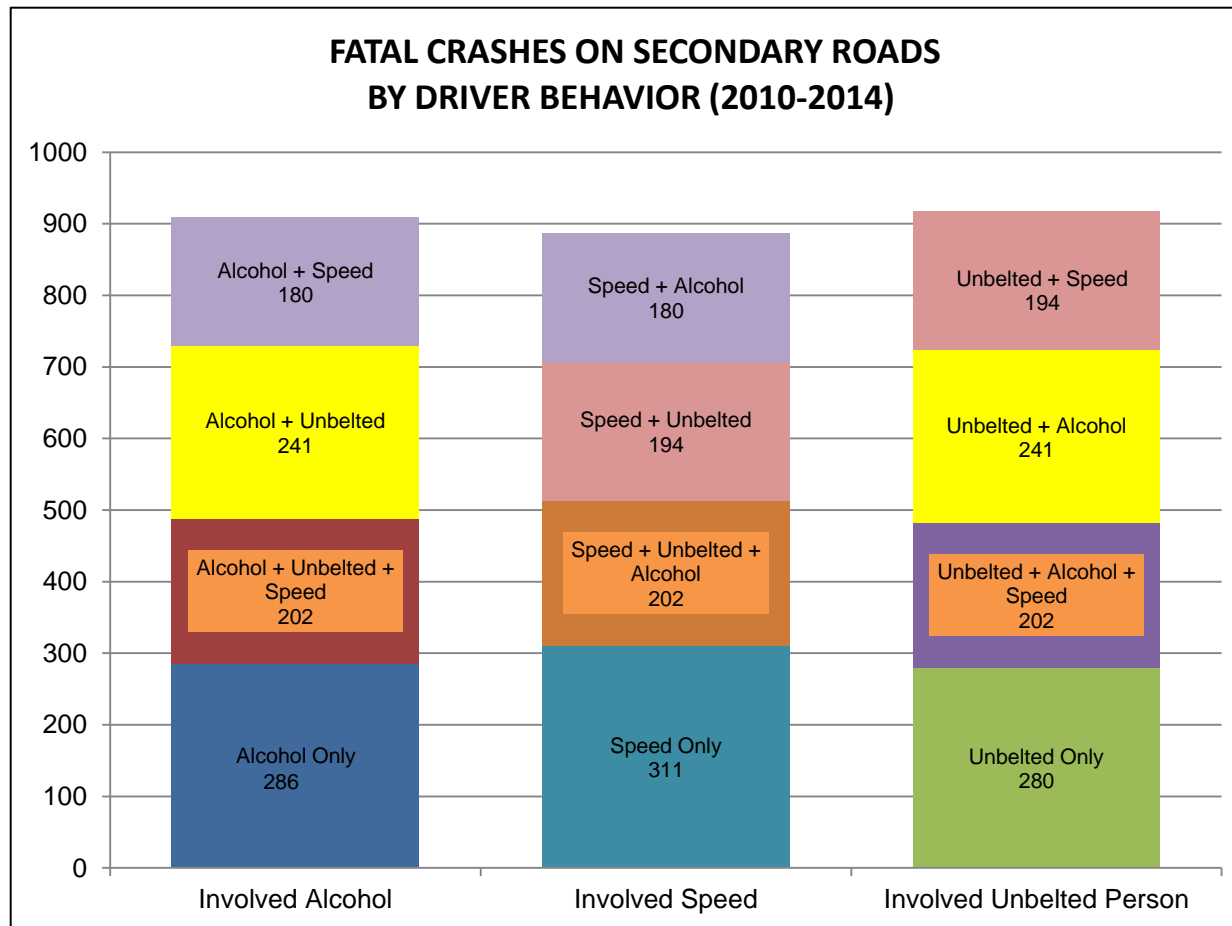 FATAL CRASHES ON SECONDARY ROADS
BY DRIVER BEHAVIOR (2010-2014)
1000
900
800
700
600
500
400
300
200
100
0
Alcohol + Speed
180
Alcohol + Unbelted
241
Alcohol + Unbelted +
Speed
202
Alcohol Only
286
Speed + Alcohol
180
Speed + Unbelted
194
Speed + Unbelted +
Alcohol
202
Speed Only
311
Unbelted + Speed
194
Unbelted + Alcohol
241
Unbelted + Alcohol +
Speed
202
Unbelted Only
280
Involved Alcohol
Involved Speed
Involved Unbelted Person